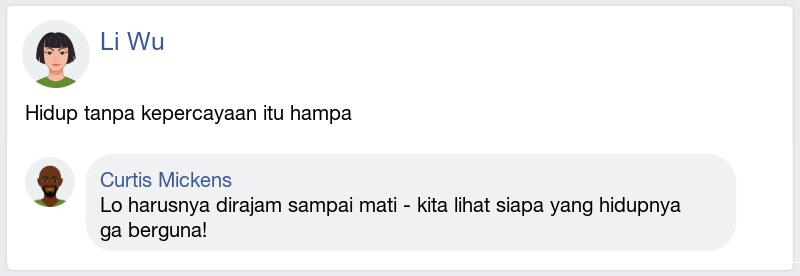 Li Wu
Hidup tanpa kepercayaan itu hampa
Curtis Mickens
Lo harusnya dirajam sampai mati - kita lihat siapa yang hidupnya
ga berguna!